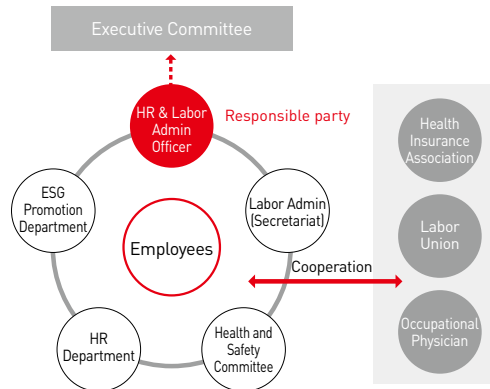 Executive Committee
HR & Labor
Admin
Officer
Responsible party
Health
Insurance
Association
ESG
Promotion
Department
Labor Admin
(Secretariat)
Employees
Labor
Union
Cooperation
HR
Department
Health and
Safety
Committee
Occupational
Physician